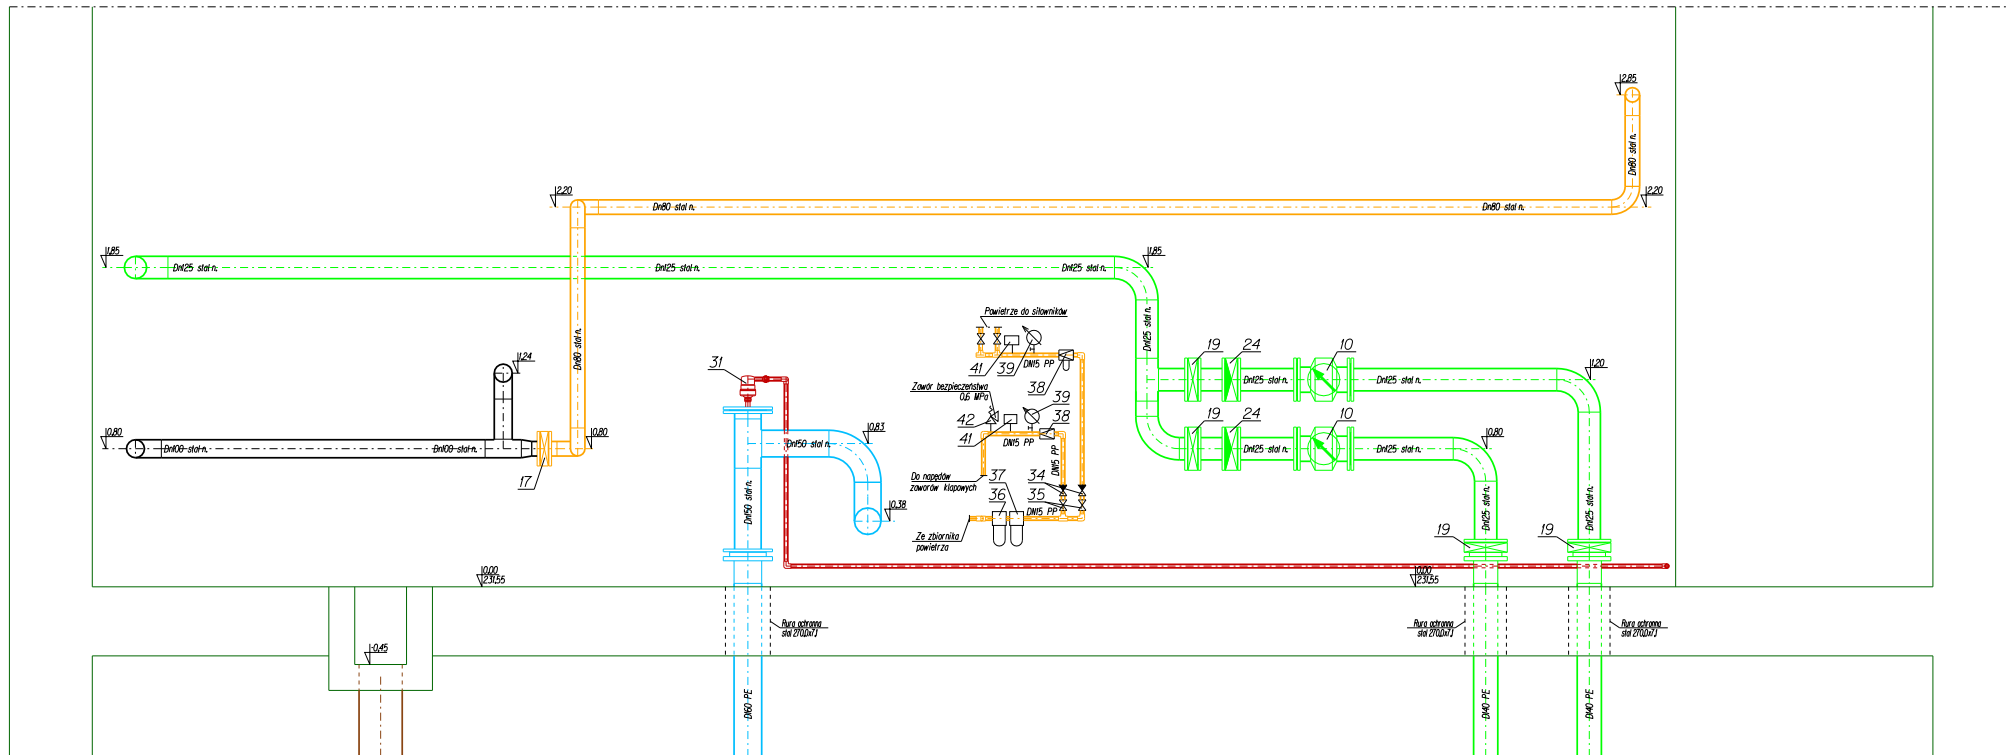 2,85
Dn80 stal n.
2,20
2,20
Dn80 stal n.
Dn80 stal n.
1,85
1,85
Dn125 stal n.
Dn125 stal n.
Dn125 stal n.
Dn125 stal n.
Dn80 stal n.
Powietrze do siłowników
41
39
DN15 PP
38
31
1,24
19
24
10
1,20
Dn125 stal n.
Dn125 stal n.
Zawór bezpieczeństwa
0,6 MPa
39
42
41
38
DN15 PP
DN15 PP
19
24
10
0,80
Dn125 stal n.
Dn125 stal n.
0,80
0,80
0,83
Dn100 stal n.
Dn100 stal n.
Dn150 stal n.
17
Do napędów
zaworów klapowych
37
36
34
35
DN15 PP
0,38
Dn150 stal n.
Dn125 stal n.
Dn125 stal n.
Ze zbiornika
powietrza
19
19
0,00
231,55
0,00
231,55
Rura ochronna
stal 270,0x7,1
Rura ochronna
stal 270,0x7,1
Rura ochronna
stal 270,0x7,1
-0,45
D160 PE
D140 PE
D140 PE